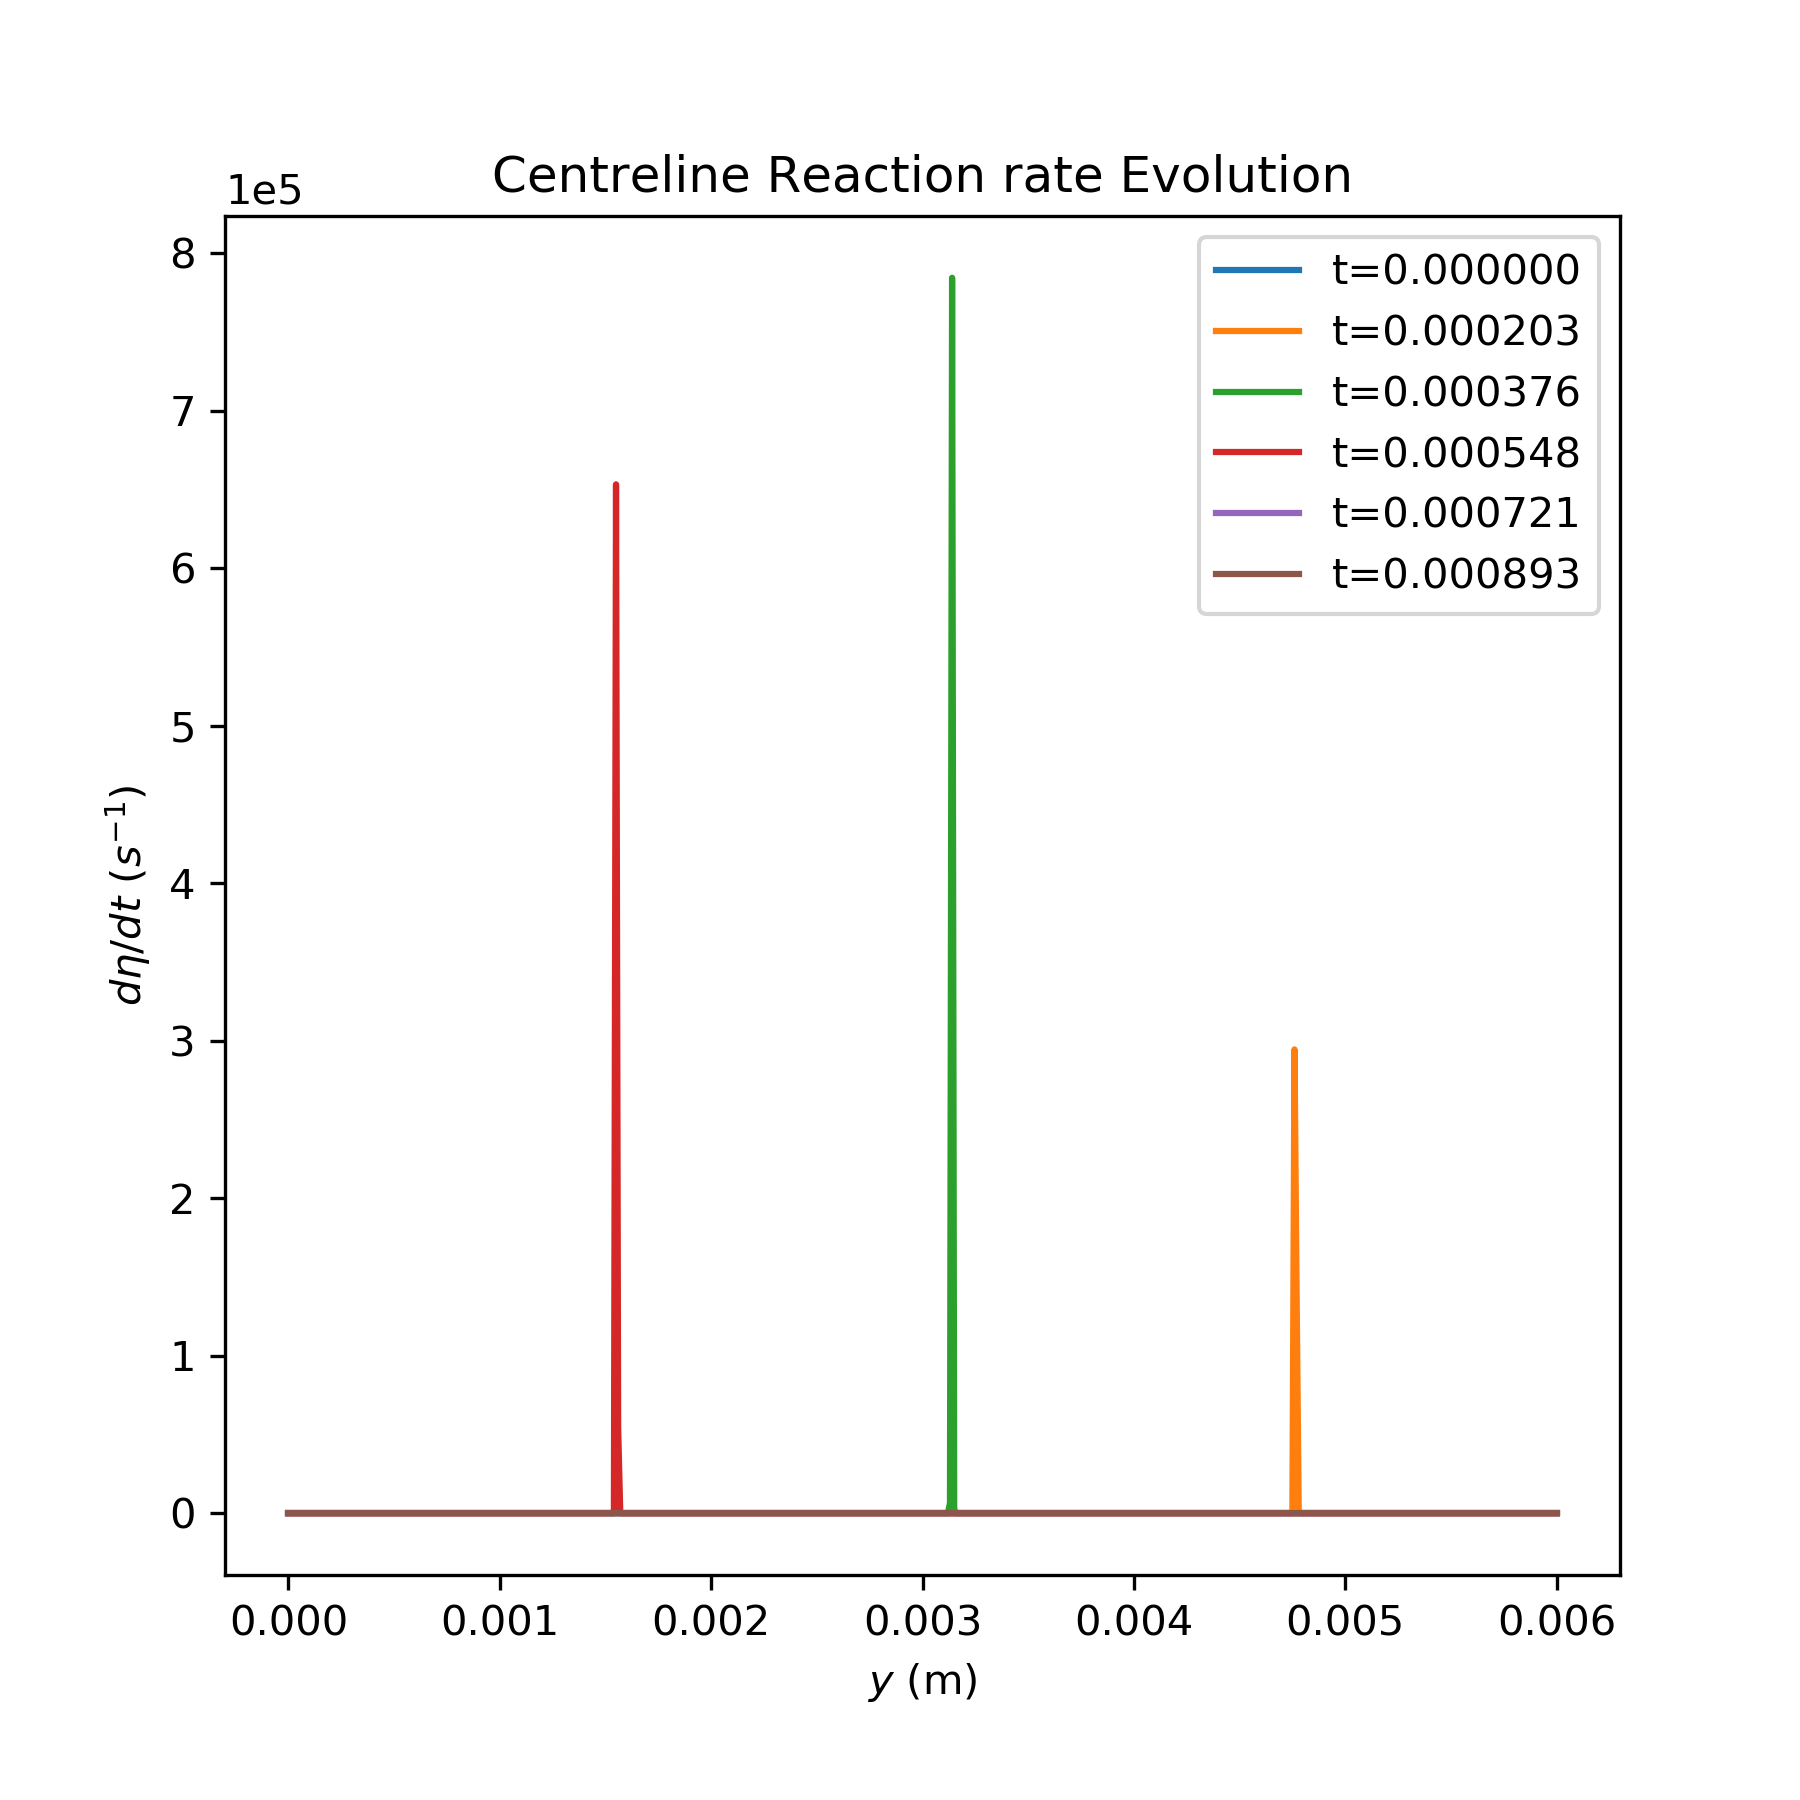 Centreline Reaction rate Evolution
1e5
8
7
6
5
4
3
2
1
0
dη/dt (s⁻¹)
t=0.000000
t=0.000203
t=0.000376
t=0.000548
t=0.000721
t=0.000893
0.000 0.001 0.002 0.003 0.004 0.005 0.006
y (m)